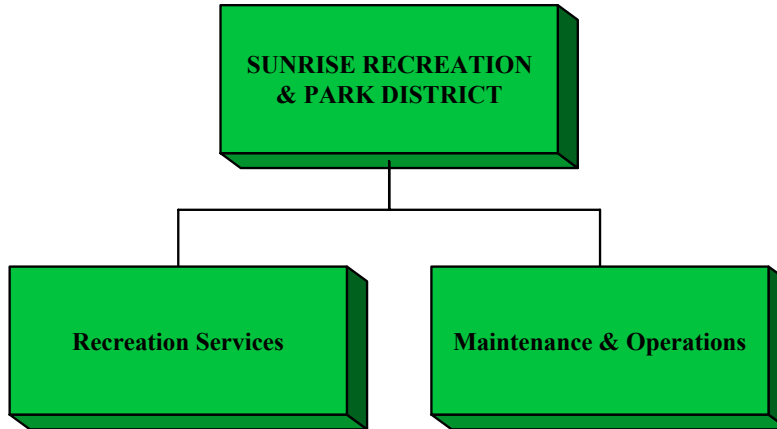 SUNRISE RECREATION
& PARK DISTRICT
Recreation Services
Maintenance & Operations